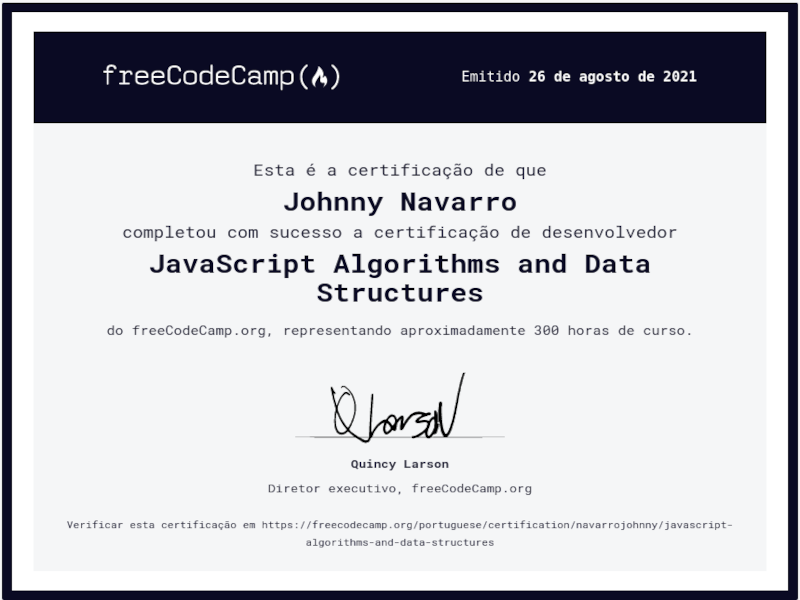 freeCodeCamp(🔥)
Emitido 26 de agosto de 2021
Esta é a certificação de que
Johnny Navarro
completou com sucesso a certificação de desenvolvedor
JavaScript Algorithms and Data
Structures
do freeCodeCamp.org, representando aproximadamente 300 horas de curso.
Q Larson
Quincy Larson
Diretor executivo, freeCodeCamp.org
Verificar esta certificação em https://freecodecamp.org/portuguese/certification/navarrojohnny/javascript-
algorithms-and-data-structures